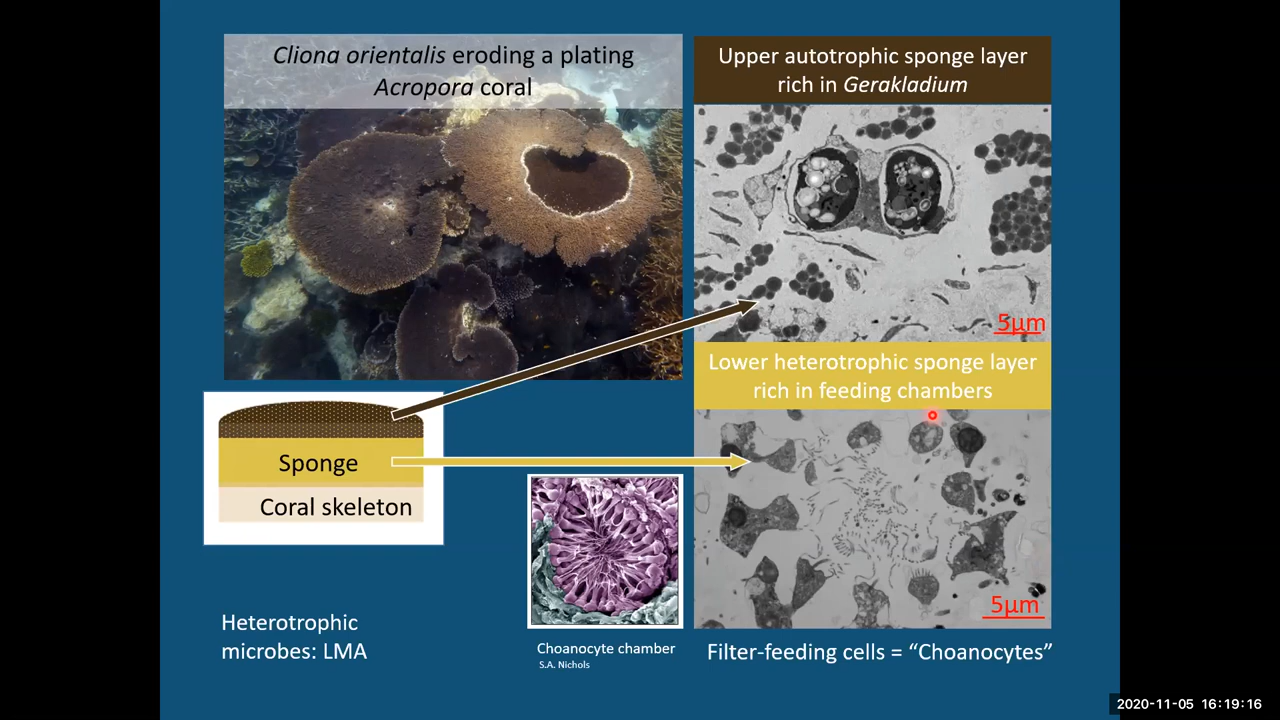 Cliona orientalis eroding a plating
Acropora coral
Upper autotrophic sponge layer
rich in Gerakladium
5µm
Lower heterotrophic sponge layer
rich in feeding chambers
Sponge
Coral skeleton
5µm
Heterotrophic
microbes: LMA
Choanocyte chamber
S.A. Nichols
Filter-feeding cells = “Choanocytes”
2020-11-05 16:19:16